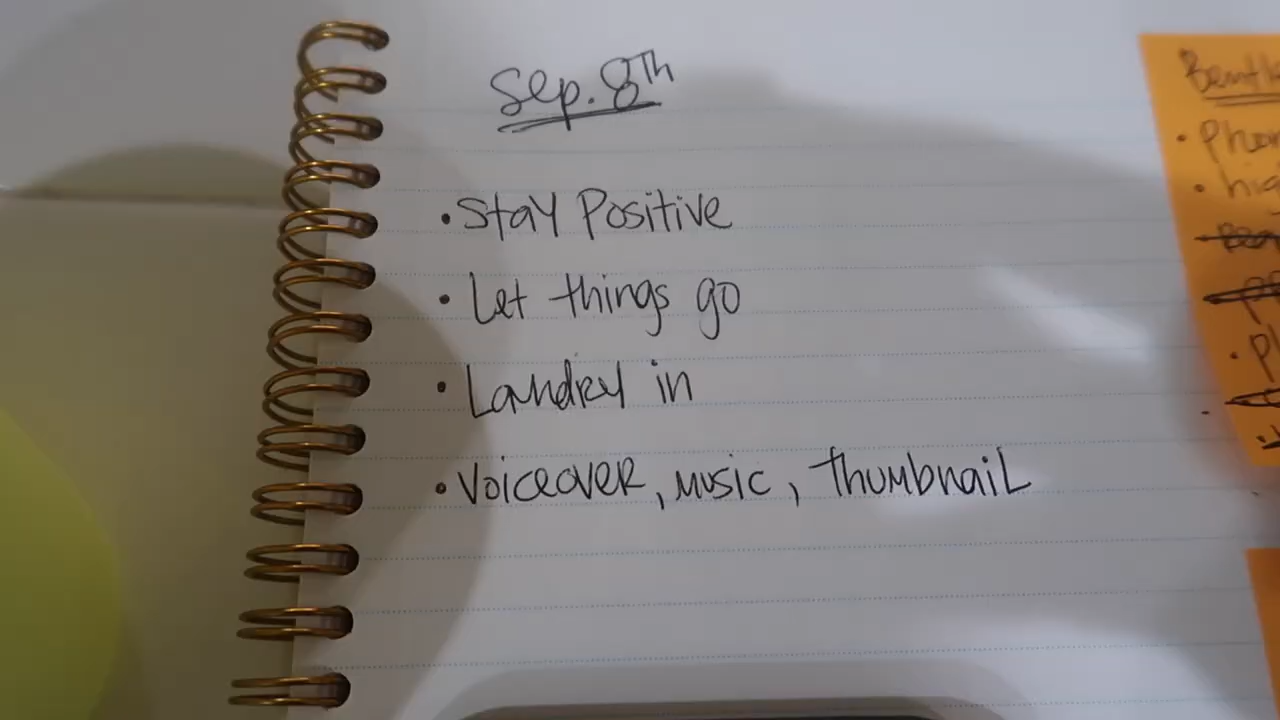 Sep. 8th
• Stay Positive
• Let things go
• Laundry in
• Voiceover, music, thumbnail